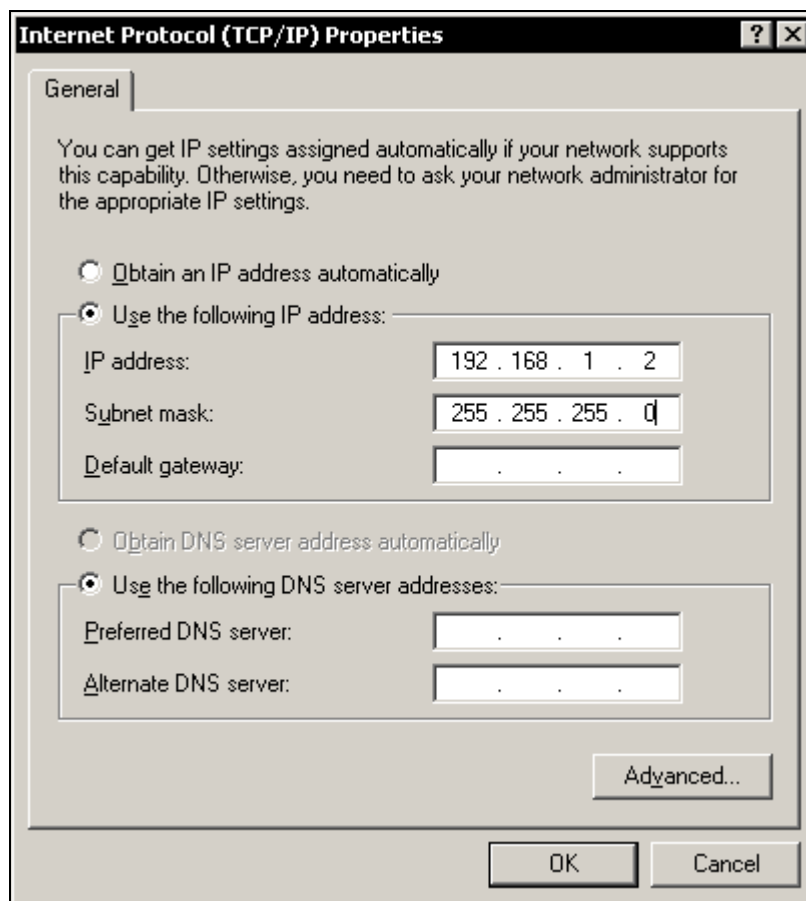 Internet Protocol (TCP/IP) Properties
General
You can get IP settings assigned automatically if your network supports
this capability. Otherwise, you need to ask your network administrator for
the appropriate IP settings.
Obtain an IP address automatically
Use the following IP address:
IP address: 192 . 168 . 1 . 2
Subnet mask: 255 . 255 . 255 . 0
Default gateway: . . .
Obtain DNS server address automatically
Use the following DNS server addresses:
Preferred DNS server: . . .
Alternate DNS server: . . .
Advanced...
OK Cancel